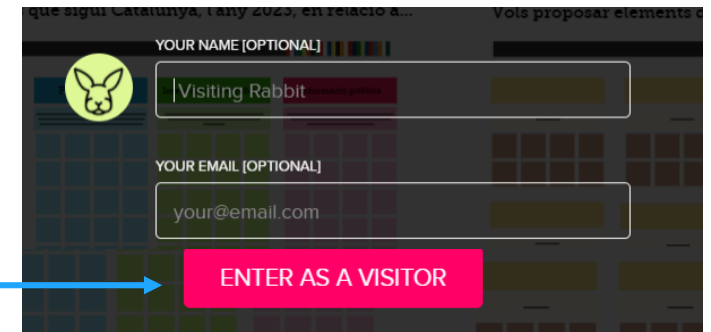 que sigui Catalunya, l'any 2023, en relació a...
Vols proposar elements d
YOUR NAME [OPTIONAL]
Visiting Rabbit
YOUR EMAIL [OPTIONAL]
your@email.com
ENTER AS A VISITOR